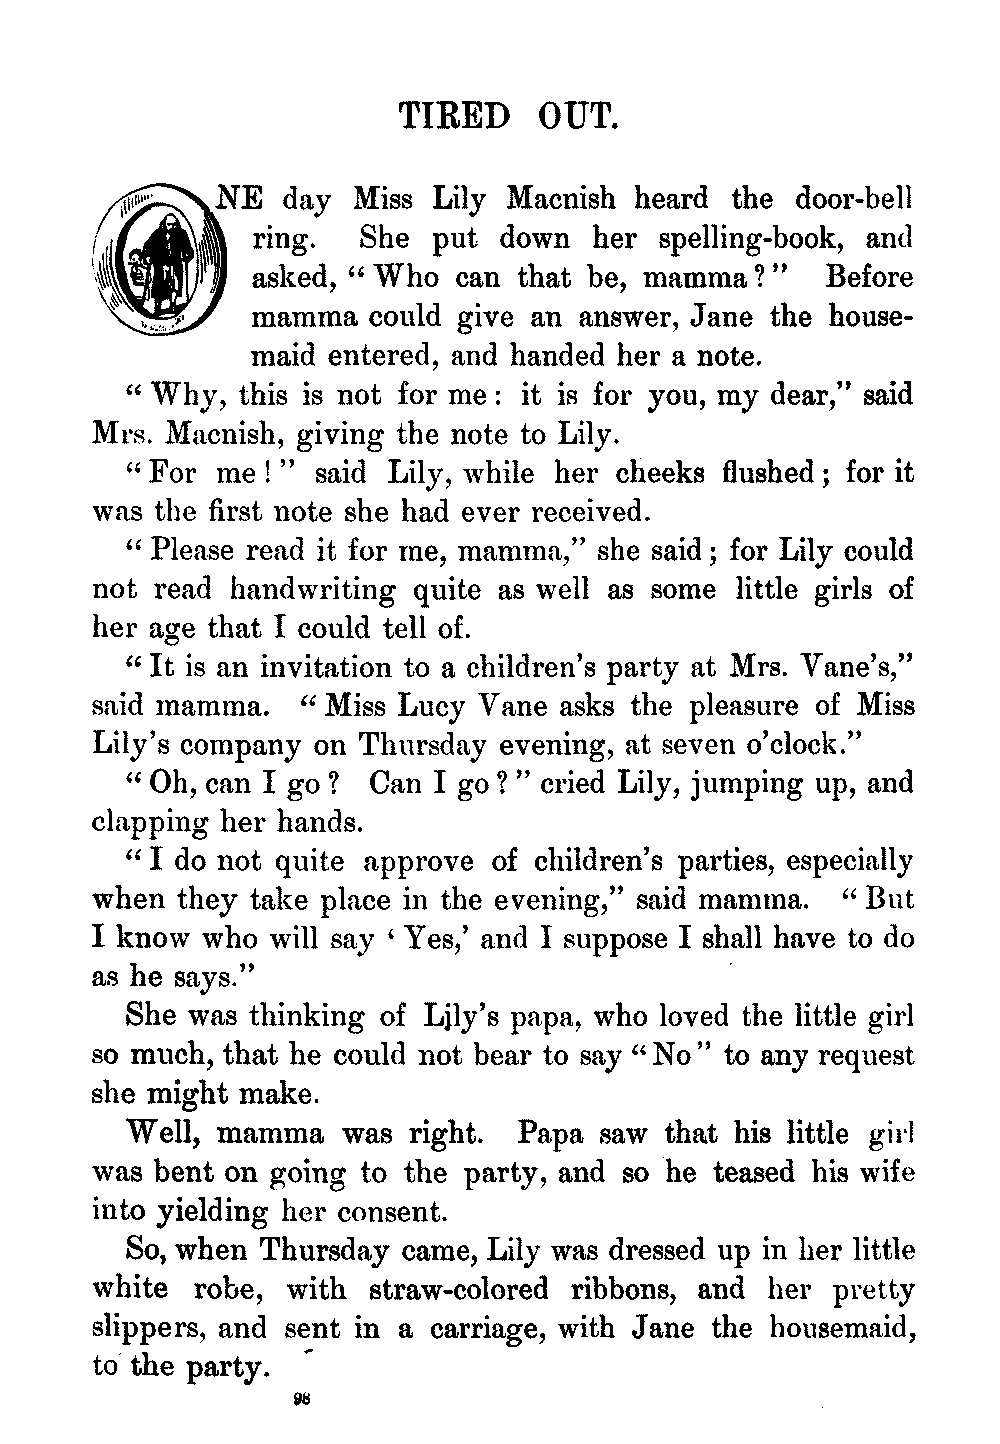 TIRED OUT.
ONE day Miss Lily Macnish heard the door-bell
ring. She put down her spelling-book, and
asked, “Who can that be, mamma?” Before
mamma could give an answer, Jane the house-
maid entered, and handed her a note.
“Why, this is not for me: it is for you, my dear,” said
Mrs. Macnish, giving the note to Lily.
“For me!” said Lily, while her cheeks flushed; for it
was the first note she had ever received.
“Please read it for me, mamma,” she said; for Lily could
not read handwriting quite as well as some little girls of
her age that I could tell of.
“It is an invitation to a children’s party at Mrs. Vane’s,”
said mamma. “Miss Lucy Vane asks the pleasure of Miss
Lily’s company on Thursday evening, at seven o’clock.”
“Oh, can I go? Can I go?” cried Lily, jumping up, and
clapping her hands.
“I do not quite approve of children’s parties, especially
when they take place in the evening,” said mamma. “But
I know who will say ‘Yes,’ and I suppose I shall have to do
as he says.”
She was thinking of Lily’s papa, who loved the little girl
so much, that he could not bear to say “No” to any request
she might make.
Well, mamma was right. Papa saw that his little girl
was bent on going to the party, and so he teased his wife
into yielding her consent.
So, when Thursday came, Lily was dressed up in her little
white robe, with straw-colored ribbons, and her pretty
slippers, and sent in a carriage, with Jane the housemaid,
to the party.
98